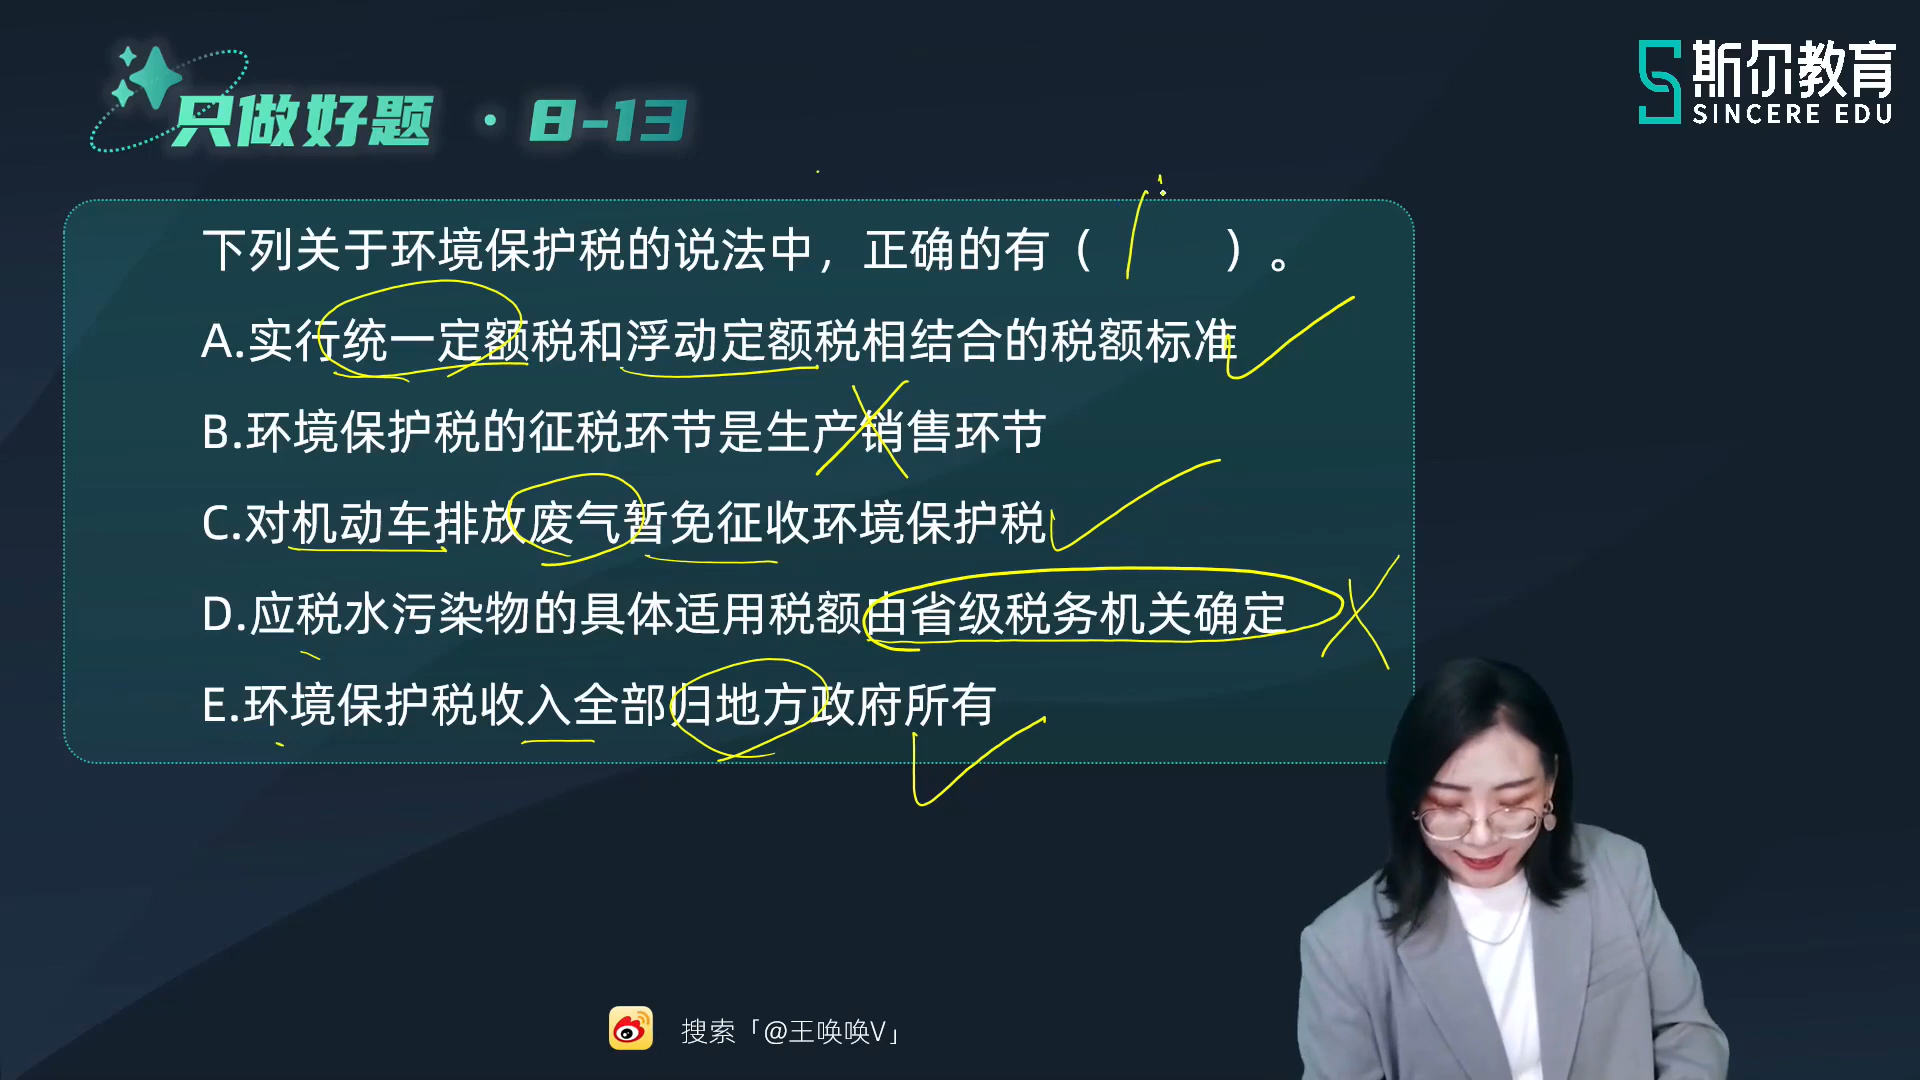 只做好题 · 8-13
斯尔教育
SINCERE EDU
下列关于环境保护税的说法中，正确的有（ ）。
A.实行统一定额税和浮动定额税相结合的税额标准
B.环境保护税的征税环节是生产销售环节
C.对机动车排放废气暂免征收环境保护税
D.应税水污染物的具体适用税额由省级税务机关确定
E.环境保护税收入全部归地方政府所有
搜索「@王唤唤V」